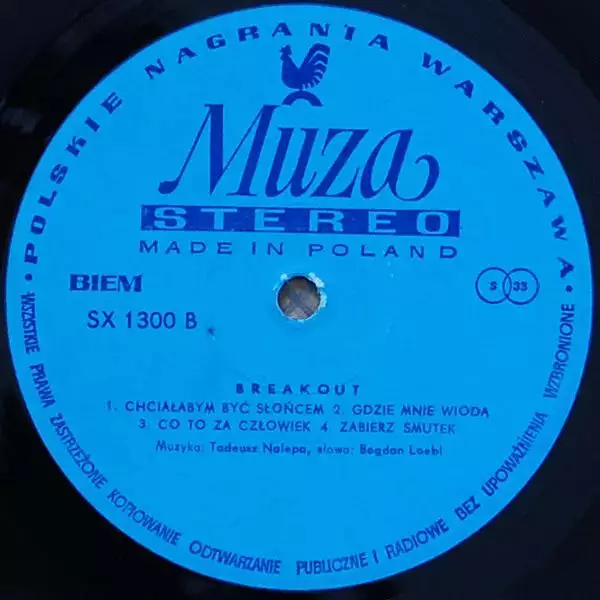 • POLSKIE NAGRANIA WARSZAWA •
Muza
STEREO
MADE IN POLAND
BIEM
S 33
SX 1300 B
BREAKOUT
1. CHCIAŁABYM BYĆ SŁOŃCEM 2. GDZIE MNIE WIODĄ
3. CO TO ZA CZŁOWIEK 4. ZABIERZ SMUTEK
Muzyka: Tadeusz Nalepa, słowa: Bogdan Loebl
WSZYSTKIE PRAWA ZASTRZEŻONE KOPIOWANIE ODTWARZANIE PUBLICZNE I RADIOWE BEZ UPOWAŻNIENIA WZBRONIONE